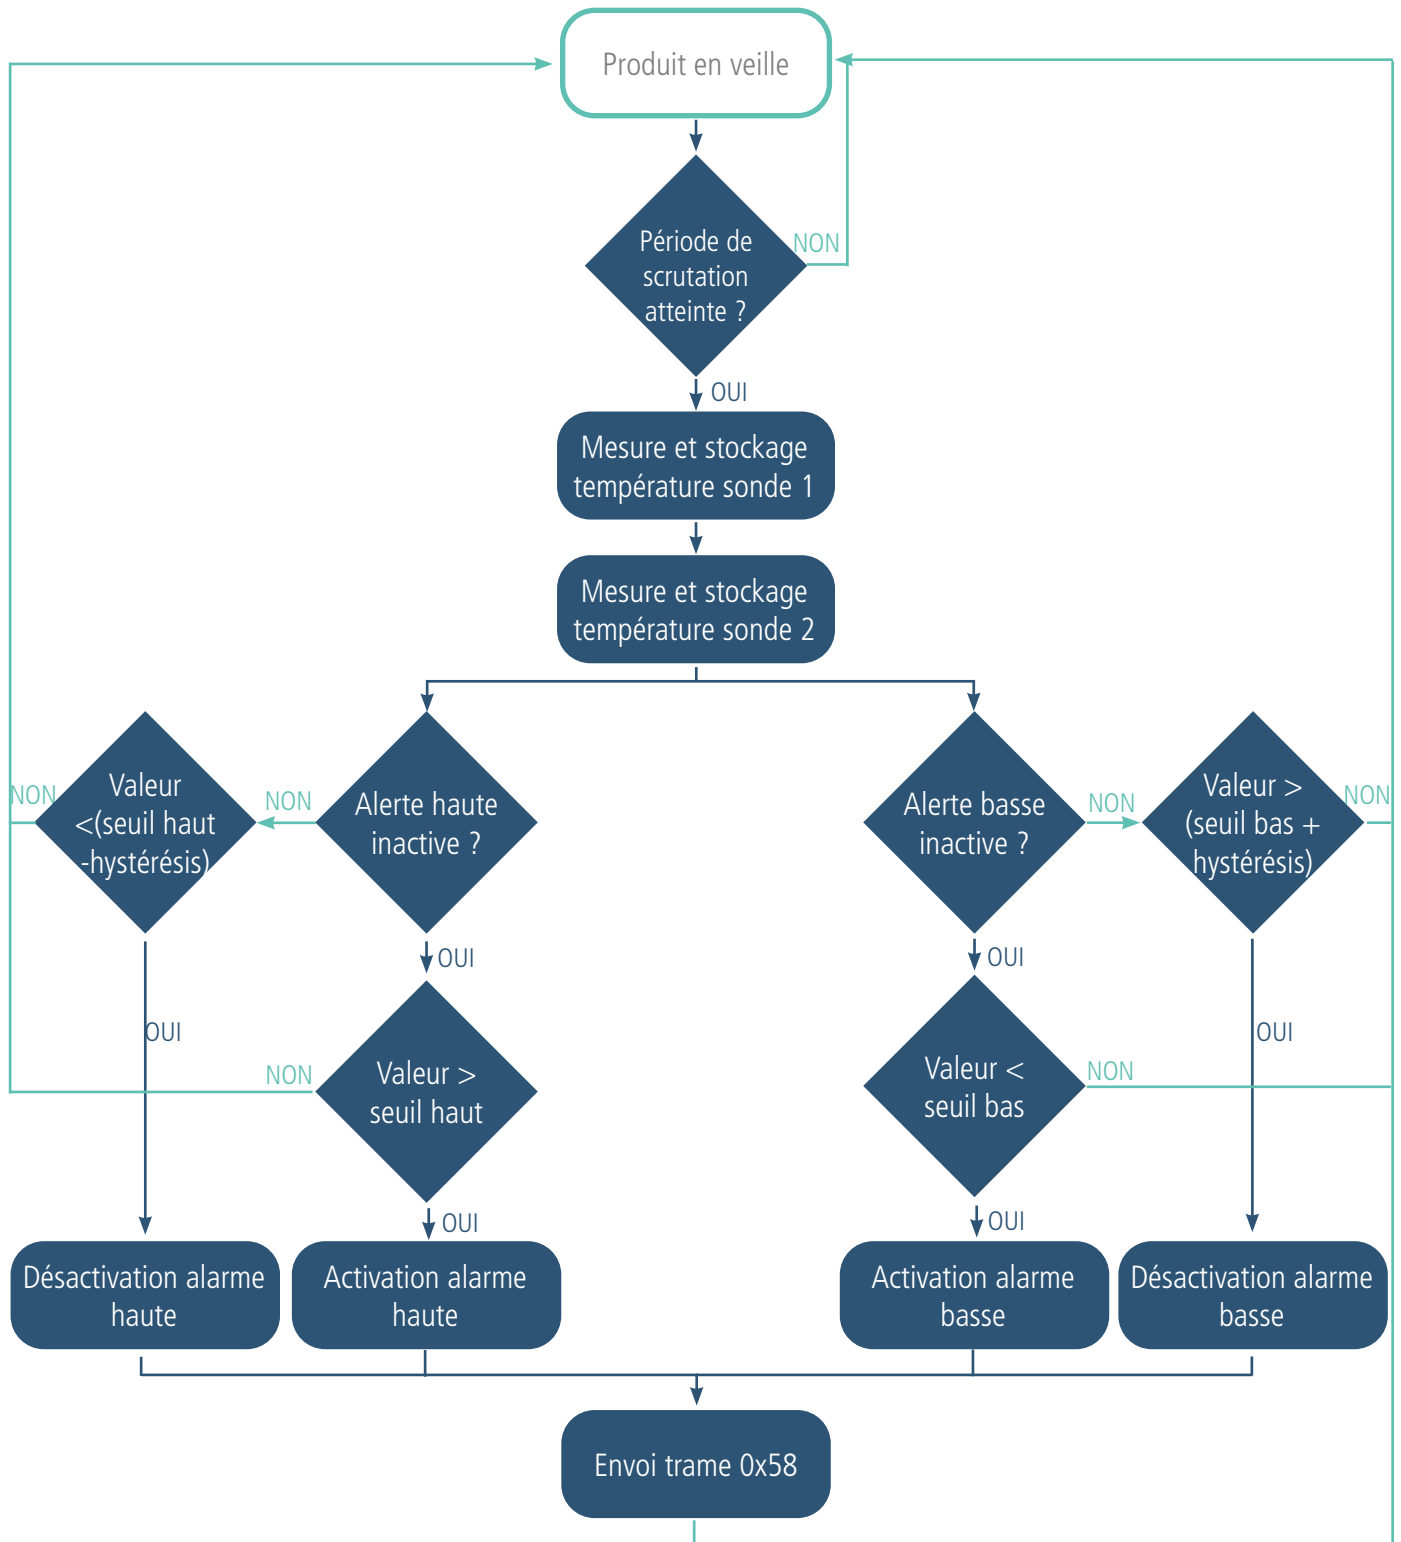 Produit en veille
Période de
scrutation
atteinte ?
NON
OUI
Mesure et stockage
température sonde 1
Mesure et stockage
température sonde 2
NON
Valeur
<(seuil haut
-hystérésis)
NON
Alerte haute
inactive ?
Alerte basse
inactive ?
NON
Valeur >
(seuil bas +
hystérésis)
NON
OUI
OUI
OUI
OUI
NON
Valeur >
seuil haut
Valeur <
seuil bas
NON
OUI
OUI
Désactivation alarme
haute
Activation alarme
haute
Activation alarme
basse
Désactivation alarme
basse
Envoi trame 0x58